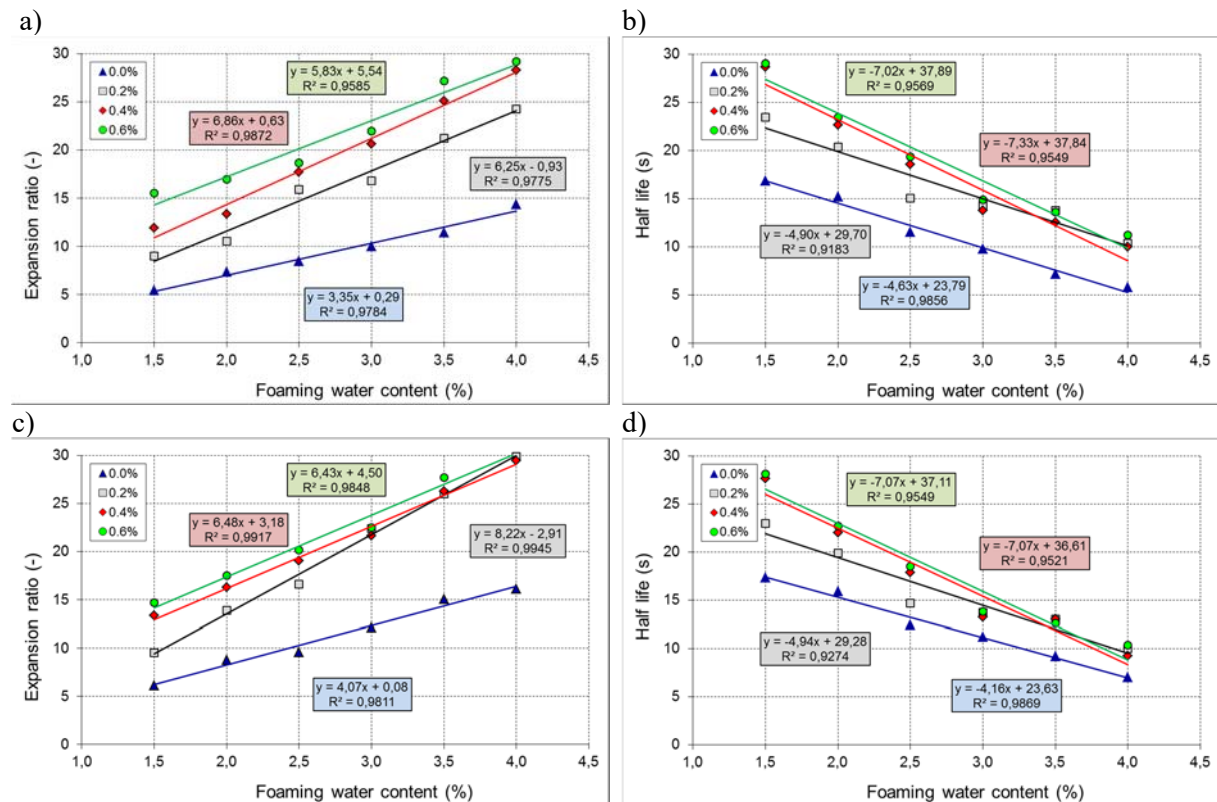 a)
30
25
20
15
10
5
0
Expansion ratio (-)
0.0%
0.2%
0.4%
0.6%
y = 5,83x + 5,54
R² = 0,9585
y = 6,86x + 0,63
R² = 0,9872
y = 6,25x - 0,93
R² = 0,9775
y = 3,35x + 0,29
R² = 0,9784
1,0 1,5 2,0 2,5 3,0 3,5 4,0 4,5
Foaming water content (%)
b)
30
25
20
15
10
5
0
Half life (s)
0.0%
0.2%
0.4%
0.6%
y = -7,02x + 37,89
R² = 0,9569
y = -7,33x + 37,84
R² = 0,9549
y = -4,90x + 29,70
R² = 0,9183
y = -4,63x + 23,79
R² = 0,9856
1,0 1,5 2,0 2,5 3,0 3,5 4,0 4,5
Foaming water content (%)
c)
30
25
20
15
10
5
0
Expansion ratio (-)
0.0%
0.2%
0.4%
0.6%
y = 6,43x + 4,50
R² = 0,9848
y = 6,48x + 3,18
R² = 0,9917
y = 8,22x - 2,91
R² = 0,9945
y = 4,07x + 0,08
R² = 0,9811
1,0 1,5 2,0 2,5 3,0 3,5 4,0 4,5
Foaming water content (%)
d)
30
25
20
15
10
5
0
Half life (s)
0.0%
0.2%
0.4%
0.6%
y = -7,07x + 37,11
R² = 0,9549
y = -7,07x + 36,61
R² = 0,9521
y = -4,94x + 29,28
R² = 0,9274
y = -4,16x + 23,63
R² = 0,9869
1,0 1,5 2,0 2,5 3,0 3,5 4,0 4,5
Foaming water content (%)